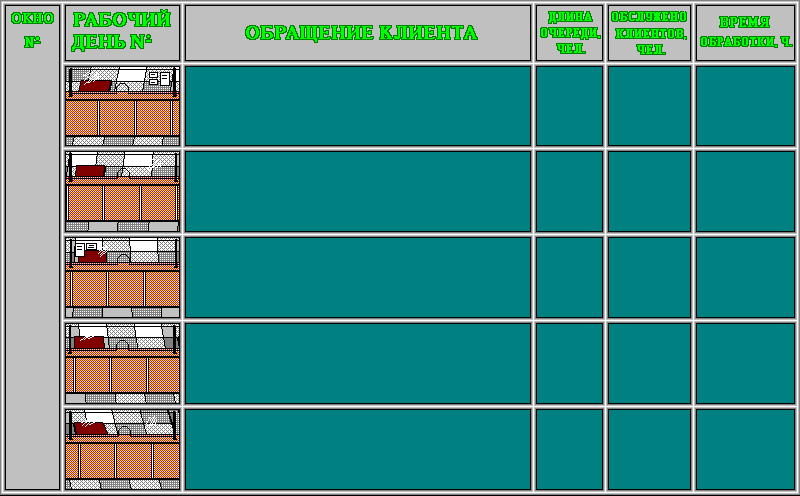 ОКНО
№
РАБОЧИЙ
ДЕНЬ №
ОБРАЩЕНИЕ КЛИЕНТА
ДЛИНА
ОЧЕРЕДИ,
ЧЕЛ.
ОБСЛУЖЕНО
КЛИЕНТОВ,
ЧЕЛ.
ВРЕМЯ
ОБРАБОТКИ, Ч.